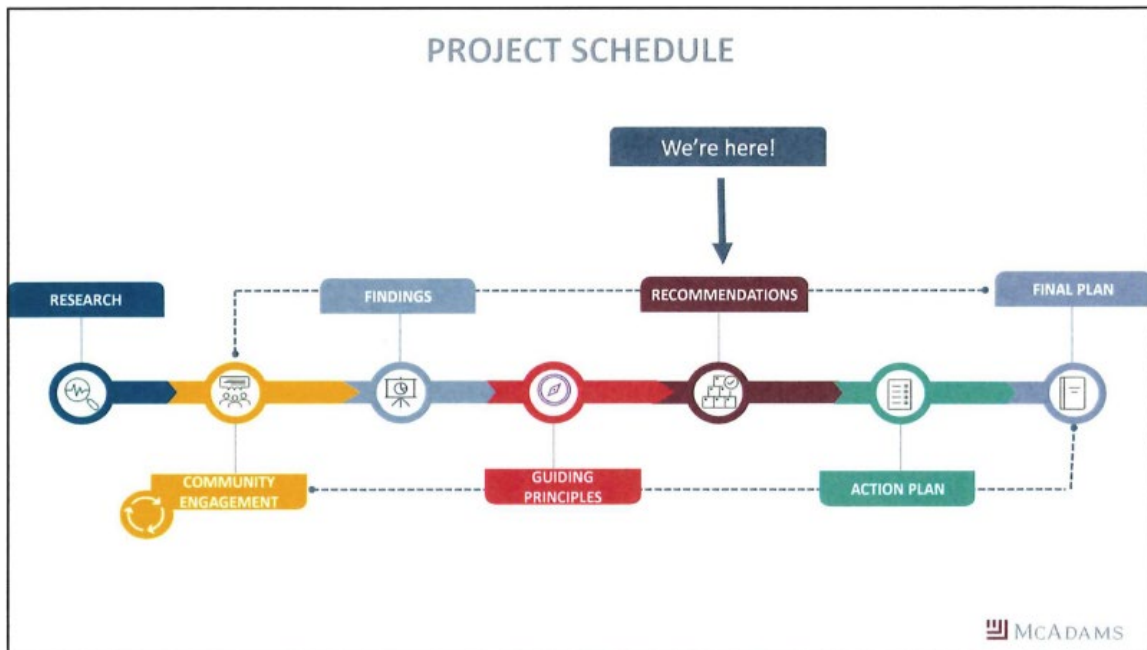 PROJECT SCHEDULE
We're here!
RESEARCH
FINDINGS
RECOMMENDATIONS
FINAL PLAN
COMMUNITY
ENGAGEMENT
GUIDING
PRINCIPLES
ACTION PLAN
MCADAMS